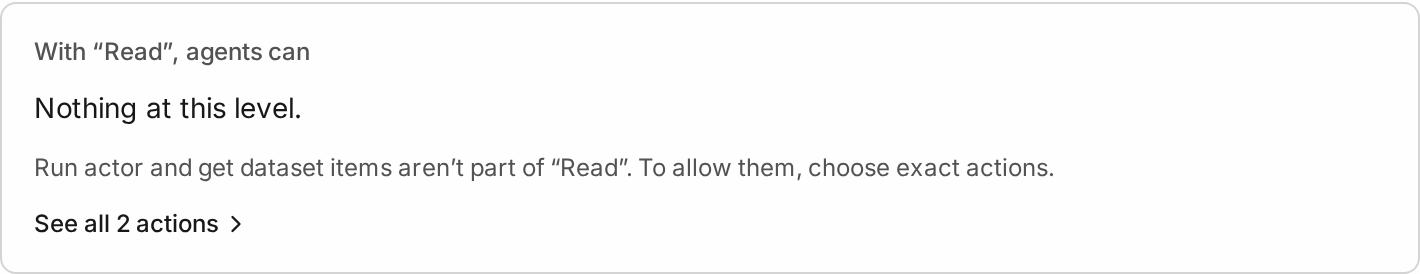 With “Read”, agents can
Nothing at this level.
Run actor and get dataset items aren’t part of “Read”. To allow them, choose exact actions.
See all 2 actions